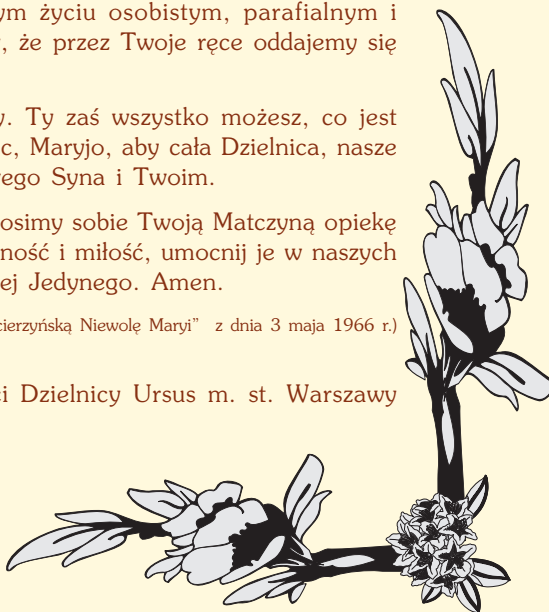 ym życiu osobistym, parafialnym i
, że przez Twoje ręce oddajemy się
y. Ty zaś wszystko możesz, co jest
c, Maryjo, aby cała Dzielnica, nasze
ego Syna i Twoim.
osimy sobie Twoją Matczyną opiekę
ność i miłość, umocnij je w naszych
ej Jedynego. Amen.
cierzyńską Niewolę Maryi” z dnia 3 maja 1966 r.)
i Dzielnicy Ursus m. st. Warszawy